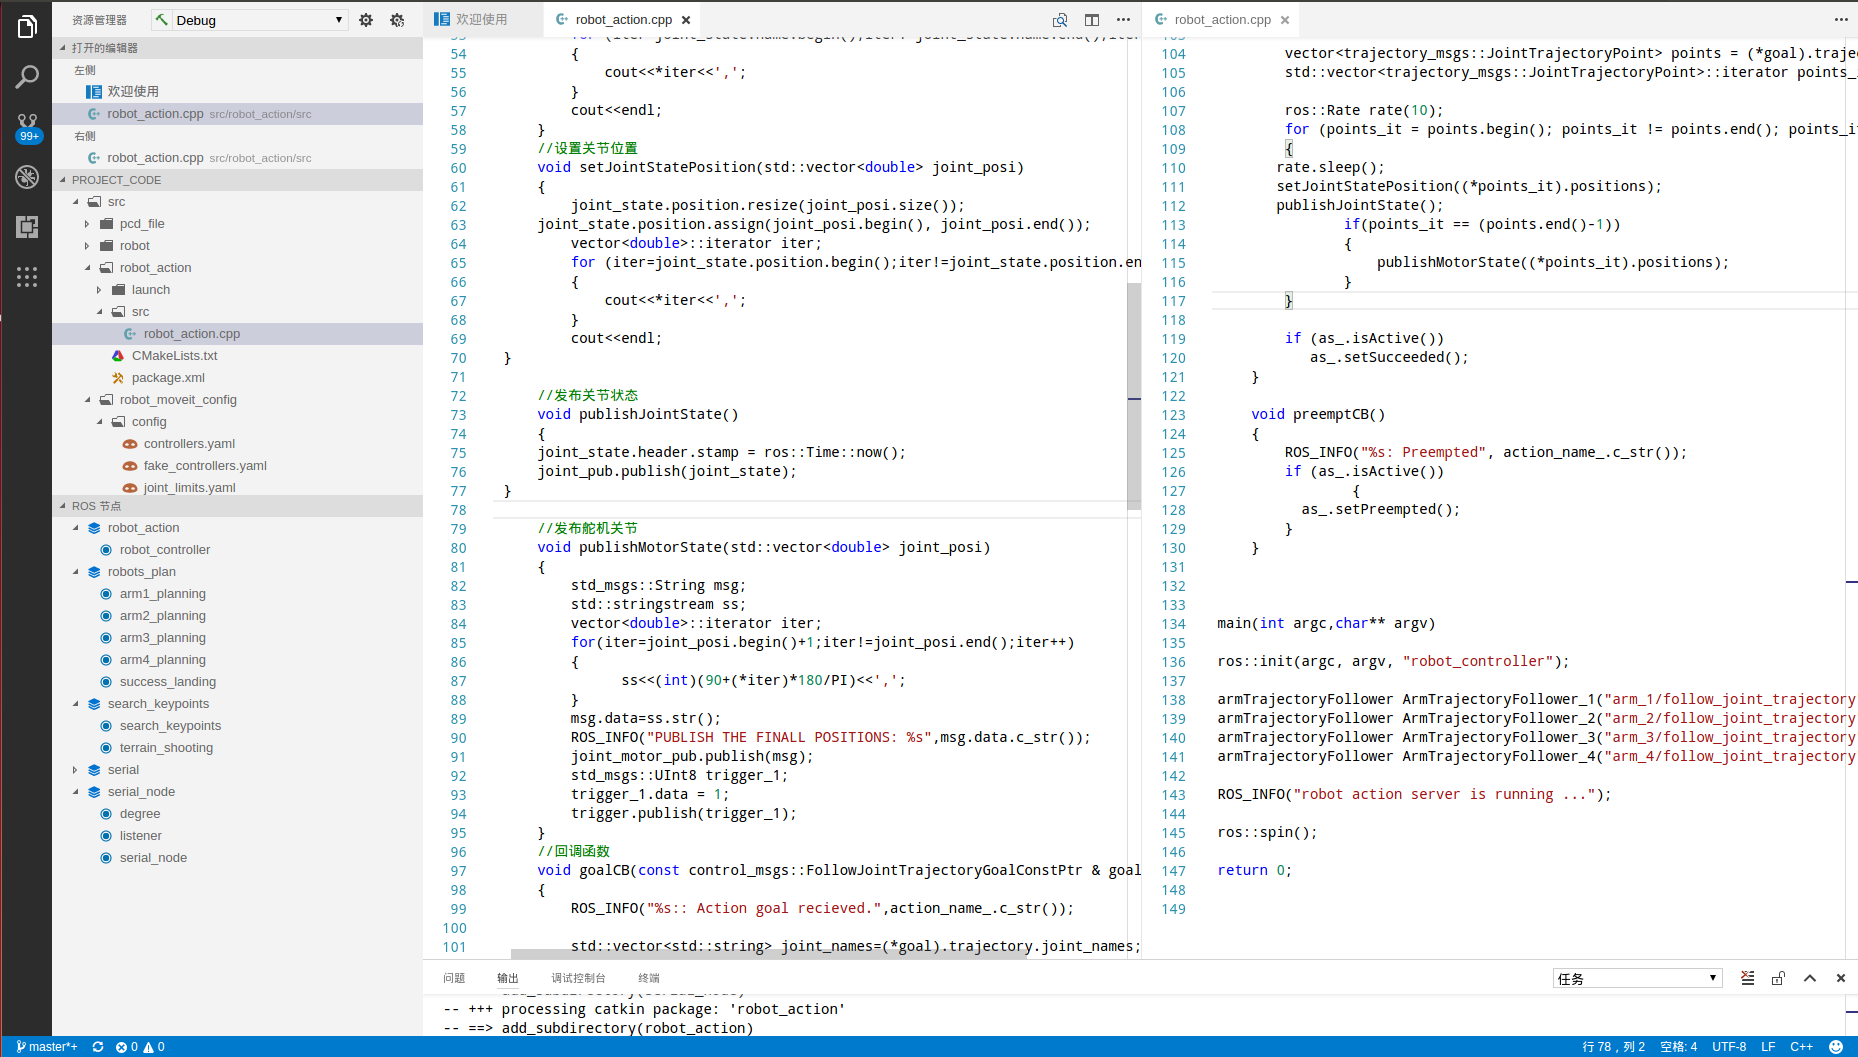 资源管理器
Debug
打开的编辑器
左侧
欢迎使用
robot_action.cpp src/robot_action/src
右侧
robot_action.cpp src/robot_action/src
PROJECT_CODE
src
pcd_file
robot
robot_action
launch
src
robot_action.cpp
CMakeLists.txt
package.xml
robot_moveit_config
config
controllers.yaml
fake_controllers.yaml
joint_limits.yaml
ROS 节点
robot_action
robot_controller
robots_plan
arm1_planning
arm2_planning
arm3_planning
arm4_planning
success_landing
search_keypoints
search_keypoints
terrain_shooting
serial
serial_node
degree
listener
serial_node
99+
欢迎使用
robot_action.cpp
54 {
55 cout<<*iter<<',';
56 }
57 cout<<endl;
58 }
59 //设置关节位置
60 void setJointStatePosition(std::vector<double> joint_posi)
61 {
62 joint_state.position.resize(joint_posi.size());
63 joint_state.position.assign(joint_posi.begin(), joint_posi.end());
64 vector<double>::iterator iter;
65 for (iter=joint_state.position.begin();iter!=joint_state.position.en
66 {
67 cout<<*iter<<',';
68 }
69 cout<<endl;
70 }
71
72 //发布关节状态
73 void publishJointState()
74 {
75 joint_state.header.stamp = ros::Time::now();
76 joint_pub.publish(joint_state);
77 }
78
79 //发布舵机关节
80 void publishMotorState(std::vector<double> joint_posi)
81 {
82 std_msgs::String msg;
83 std::stringstream ss;
84 vector<double>::iterator iter;
85 for(iter=joint_posi.begin()+1;iter!=joint_posi.end();iter++)
86 {
87 ss<<(int)(90+(*iter)*180/PI)<<',';
88 }
89 msg.data=ss.str();
90 ROS_INFO("PUBLISH THE FINALL POSITIONS: %s",msg.data.c_str());
91 joint_motor_pub.publish(msg);
92 std_msgs::UInt8 trigger_1;
93 trigger_1.data = 1;
94 trigger.publish(trigger_1);
95 }
96 //回调函数
97 void goalCB(const control_msgs::FollowJointTrajectoryGoalConstPtr & goal
98 {
99 ROS_INFO("%s:: Action goal recieved.",action_name_.c_str());
100
101 std::vector<std::string> joint_names=(*goal).trajectory.joint_names;
robot_action.cpp
104 vector<trajectory_msgs::JointTrajectoryPoint> points = (*goal).traje
105 std::vector<trajectory_msgs::JointTrajectoryPoint>::iterator points_
106
107 ros::Rate rate(10);
108 for (points_it = points.begin(); points_it != points.end(); points_i
109 {
110 rate.sleep();
111 setJointStatePosition((*points_it).positions);
112 publishJointState();
113 if(points_it == (points.end()-1))
114 {
115 publishMotorState((*points_it).positions);
116 }
117 }
118
119 if (as_.isActive())
120 as_.setSucceeded();
121 }
122
123 void preemptCB()
124 {
125 ROS_INFO("%s: Preempted", action_name_.c_str());
126 if (as_.isActive())
127 {
128 as_.setPreempted();
129 }
130 }
131
132
133
134 main(int argc,char** argv)
135
136 ros::init(argc, argv, "robot_controller");
137
138 armTrajectoryFollower ArmTrajectoryFollower_1("arm_1/follow_joint_trajectory
139 armTrajectoryFollower ArmTrajectoryFollower_2("arm_2/follow_joint_trajectory
140 armTrajectoryFollower ArmTrajectoryFollower_3("arm_3/follow_joint_trajectory
141 armTrajectoryFollower ArmTrajectoryFollower_4("arm_4/follow_joint_trajectory
142
143 ROS_INFO("robot action server is running ...");
144
145 ros::spin();
146
147 return 0;
148
149
问题 输出 调试控制台 终端
任务
-- +++ processing catkin package: 'robot_action'
-- ==> add_subdirectory(robot_action)
master*+ 0 0
行 78，列 2 空格: 4 UTF-8 LF C++